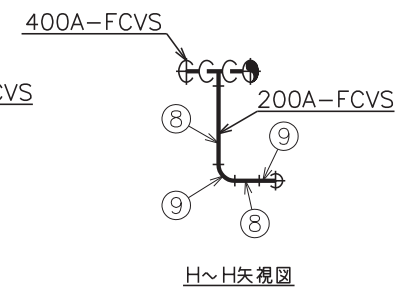 400A-FCVS
CVS
200A-FCVS
⑧
⑨
⑨
⑧
H～H矢視図